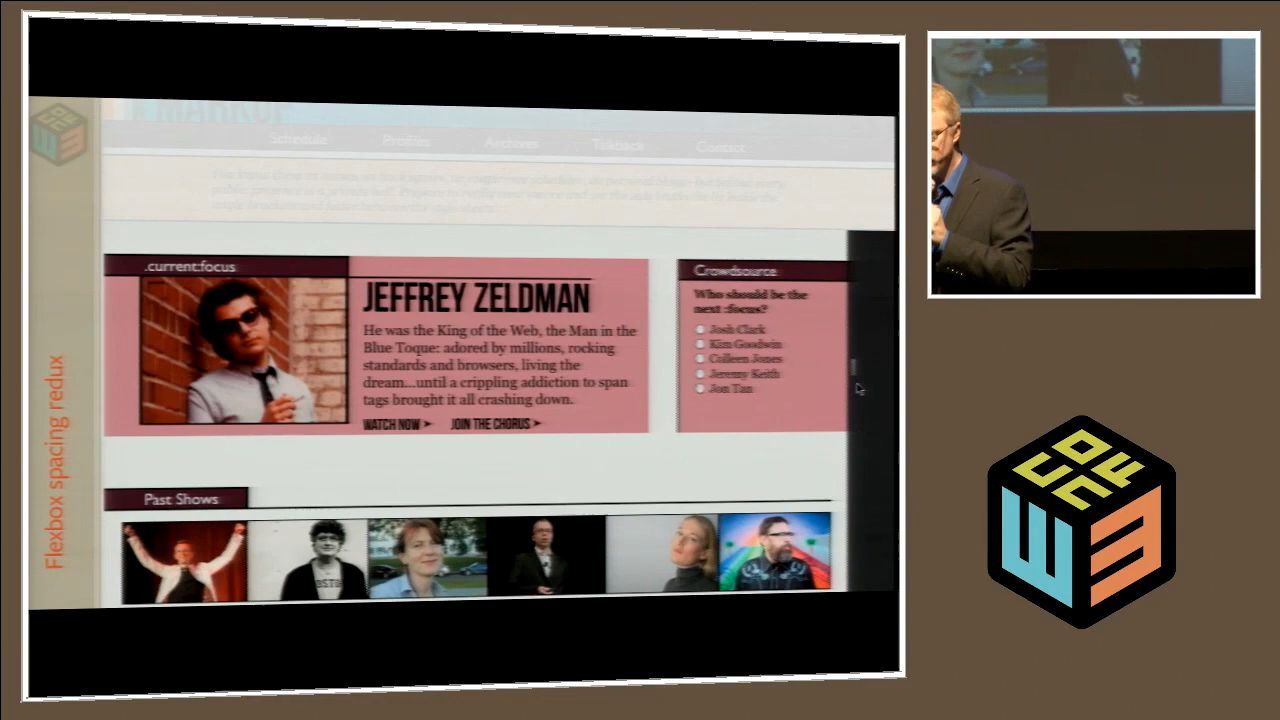 MARKUP
Schedule
Profiles
Archives
Talkback
Contact
.current:focus
JEFFREY ZELDMAN
He was the King of the Web, the Man in the
Blue Toque: adored by millions, rocking
standards and browsers, living the
dream...until a crippling addiction to span
tags brought it all crashing down.
WATCH NOW ➤ JOIN THE CHORUS ➤
Crowdsource
Who should be the
next :focus?
Josh Clark
Kim Goodwin
Colleen Jones
Jeremy Keith
Jon Tan
Past Shows
Flexbox spacing redux
W3
CONF